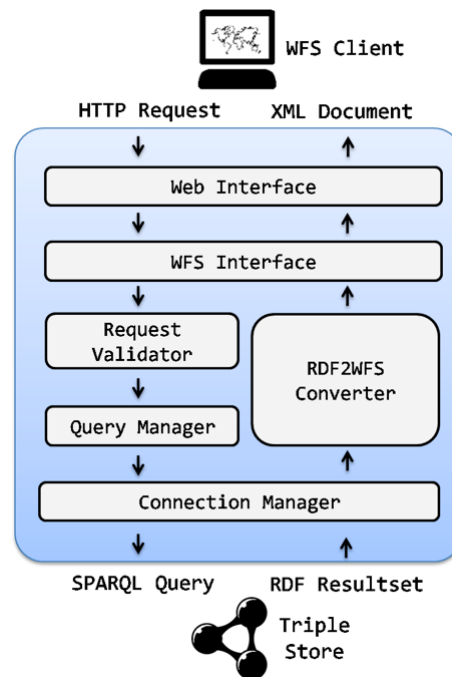 WFS Client
HTTP Request
XML Document
Web Interface
WFS Interface
Request
Validator
RDF2WFS
Converter
Query Manager
Connection Manager
SPARQL Query
RDF Resultset
Triple
Store